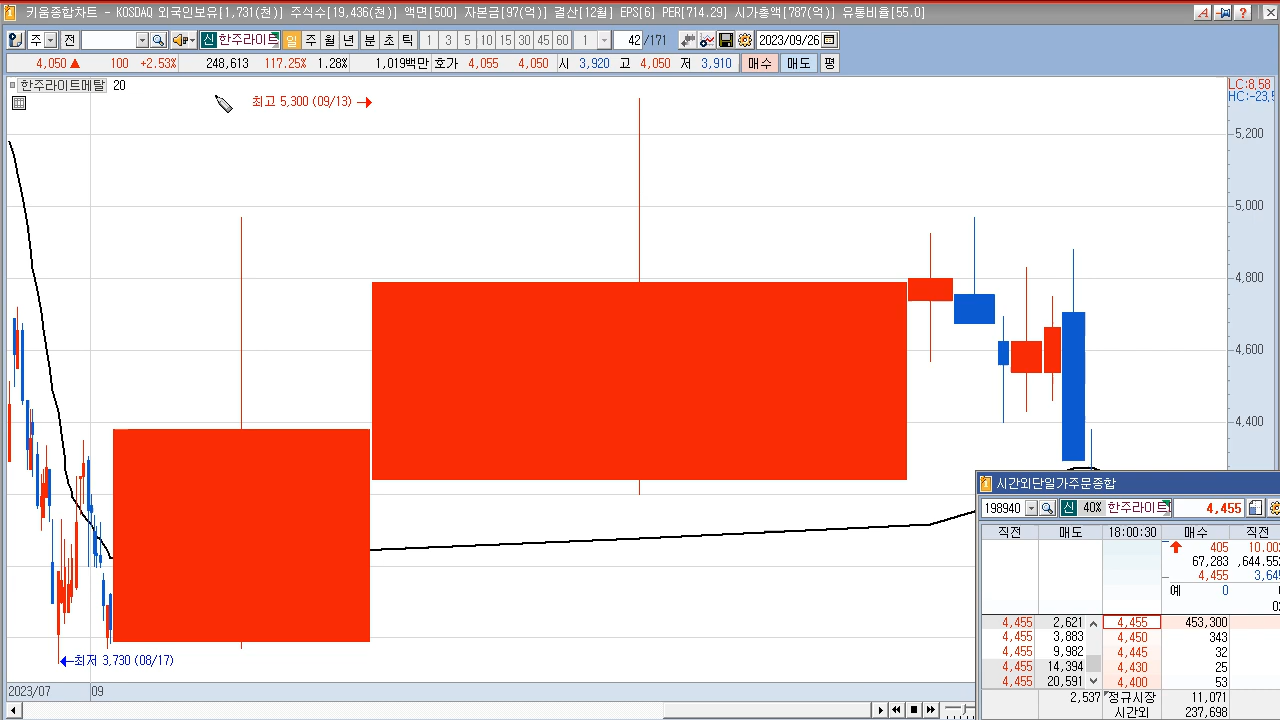 키움종합차트 - KOSDAQ 외국인보유[1,731(천)] 주식수[19,436(천)] 액면[500] 자본금[97(억)] 결산[12월] EPS[6] PER[714.29] 시가총액[787(억)] 유통비율[55.0]
주 전 신 한주라이트 일 주 월 년 분 초 틱 1 3 5 10 15 30 45 60 1 42 /171 2023/09/26
4,050 ▲ 100 +2.53% 248,613 117.25% 1.28% 1,019백만 호가 4,055 4,050 시 3,920 고 4,050 저 3,910 매수 매도 평
한주라이트메탈 20
LC:8,58
HC:-23,5
최고 5,300 (09/13)
5,200
5,000
4,800
4,600
4,400
최저 3,730 (08/17)
2023/07 09
시간외단일가주문종합
198940 신 40% 한주라이트 4,455
직전 매도 18:00:30 매수 직전
405 10.00
67,283
4,455 3,64
예 0
4,455 2,621 4,455 453,300
4,455 3,663 4,450 343
4,455 9,982 4,445 32
4,455 14,394 4,430 25
4,455 20,591 4,400 53
2,537 정규시장 11,071
시간외 237,698